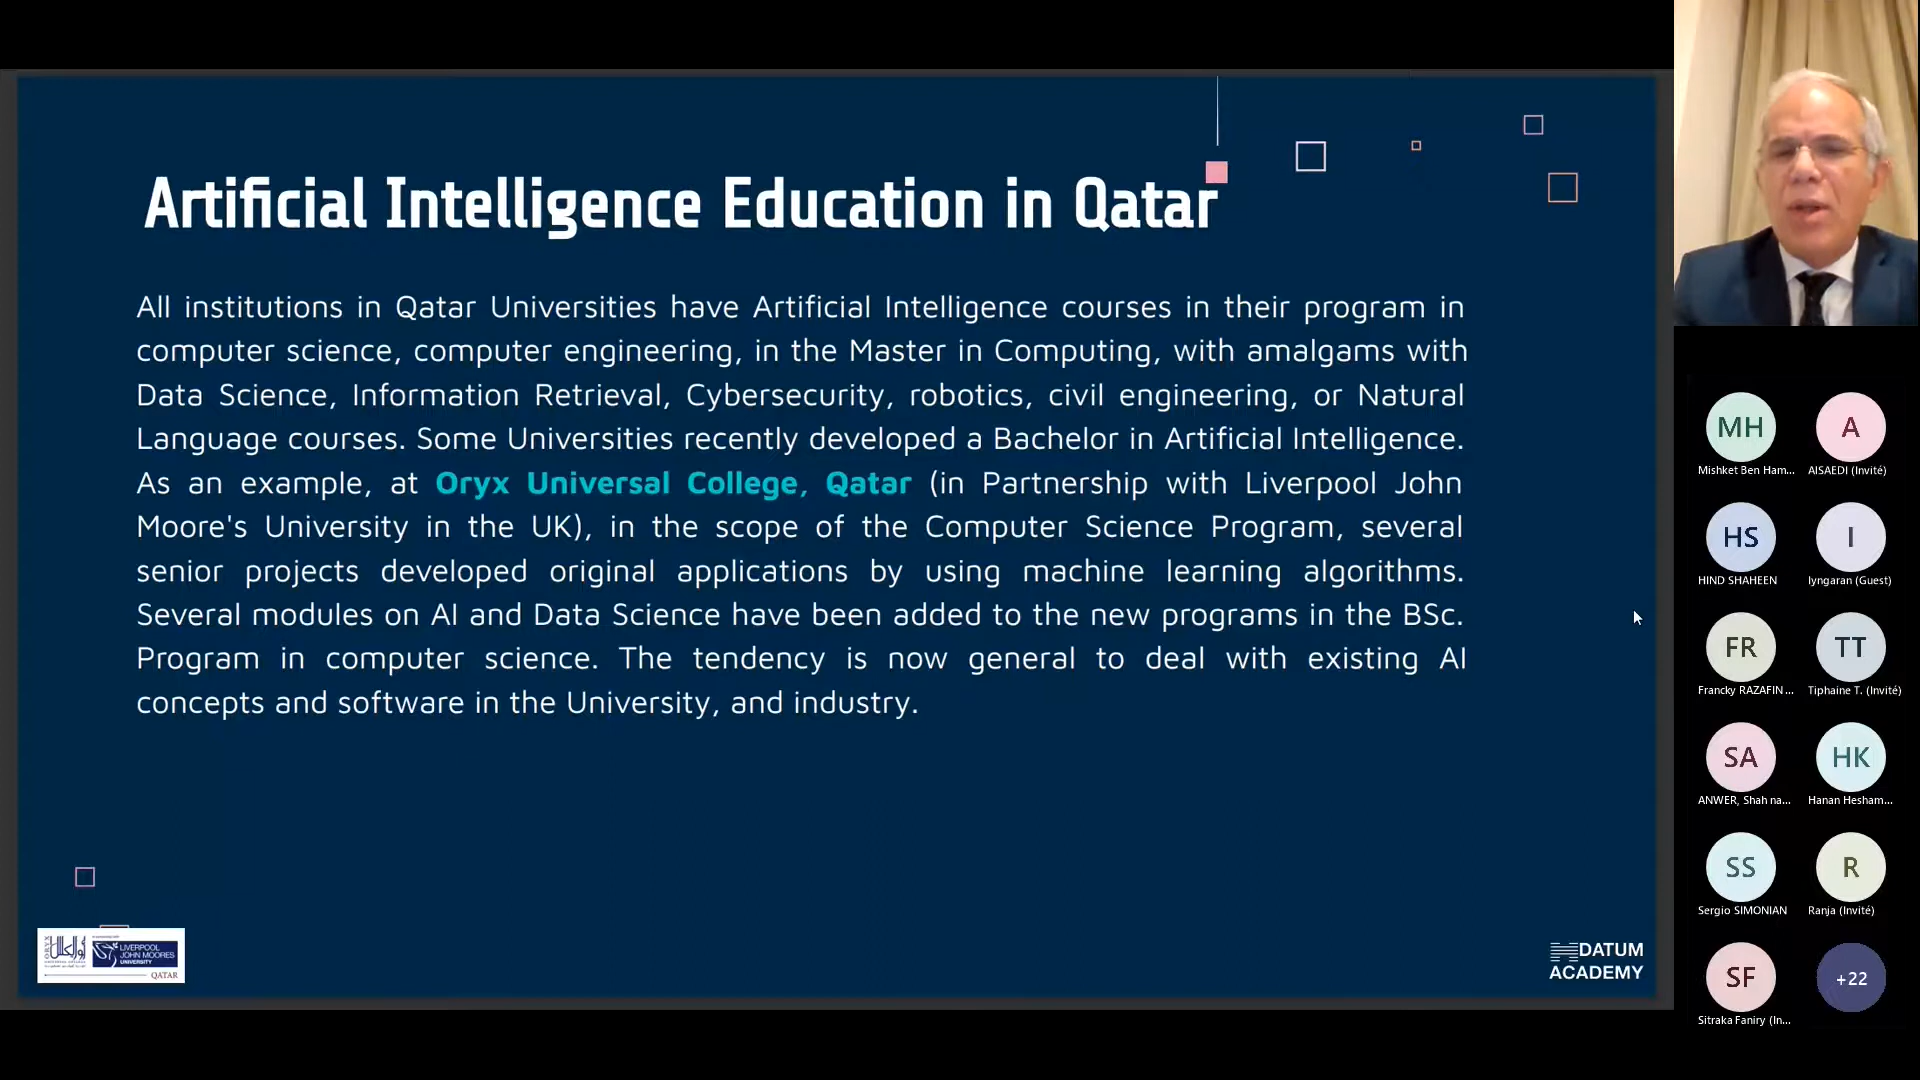 Artificial Intelligence Education in Qatar
All institutions in Qatar Universities have Artificial Intelligence courses in their program in
computer science, computer engineering, in the Master in Computing, with amalgams with
Data Science, Information Retrieval, Cybersecurity, robotics, civil engineering, or Natural
Language courses. Some Universities recently developed a Bachelor in Artificial Intelligence.
As an example, at Oryx Universal College, Qatar (in Partnership with Liverpool John
Moore's University in the UK), in the scope of the Computer Science Program, several
senior projects developed original applications by using machine learning algorithms.
Several modules on AI and Data Science have been added to the new programs in the BSc.
Program in computer science. The tendency is now general to deal with existing AI
concepts and software in the University, and industry.
ORYX
LIVERPOOL
JOHN MOORES
UNIVERSITY
QATAR
DATUM
ACADEMY
MH
Mishket Ben Ham...
A
AlSAEDI (Invité)
HS
HIND SHAHEEN
I
Iyngaran (Guest)
FR
Francky RAZAFIN...
TT
Tiphaine T. (Invité)
SA
ANWER, Shah na...
HK
Hanan Hesham...
SS
Sergio SIMONIAN
R
Ranja (Invité)
SF
Sitraka Faniry (In...
+22